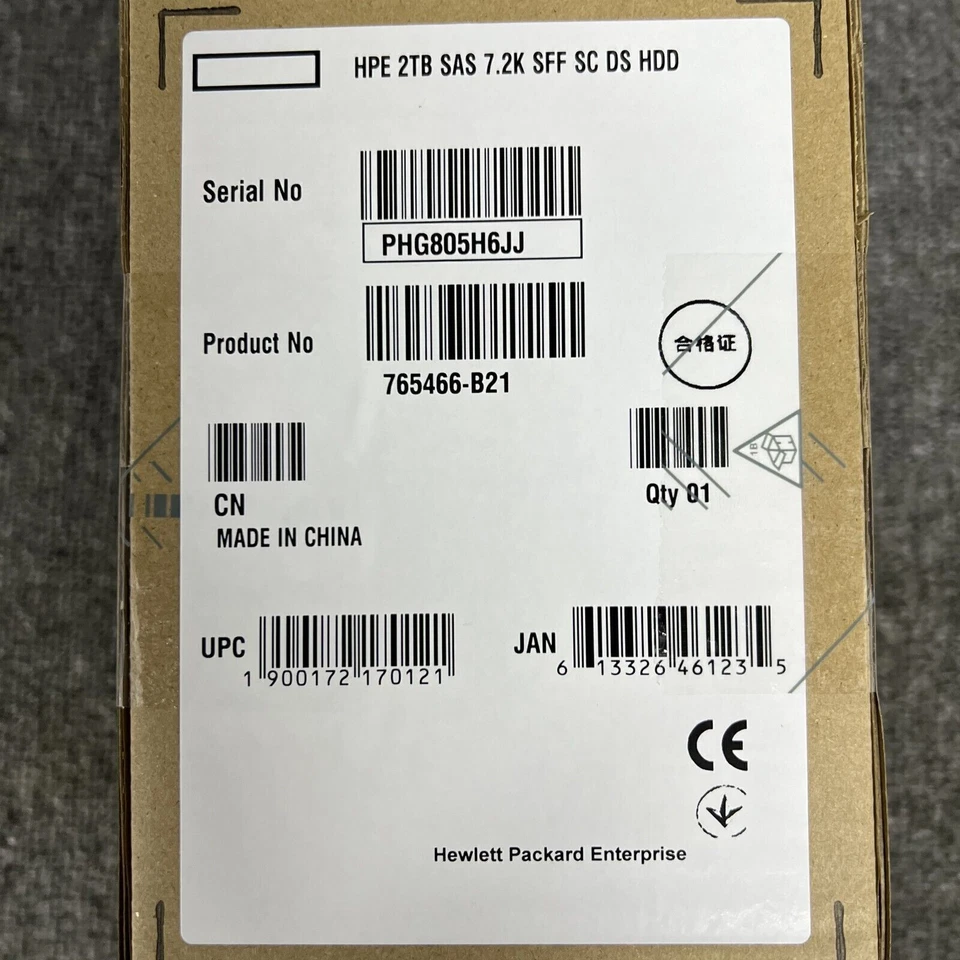 HPE 2TB SAS 7.2K SFF SC DS HDD
Serial No
PHG805H6JJ
Product No
765466-B21
合格证
CN
MADE IN CHINA
Qty 01
1B
UPC
1 900172 170121
JAN
6 13326 46123 5
CE
Hewlett Packard Enterprise